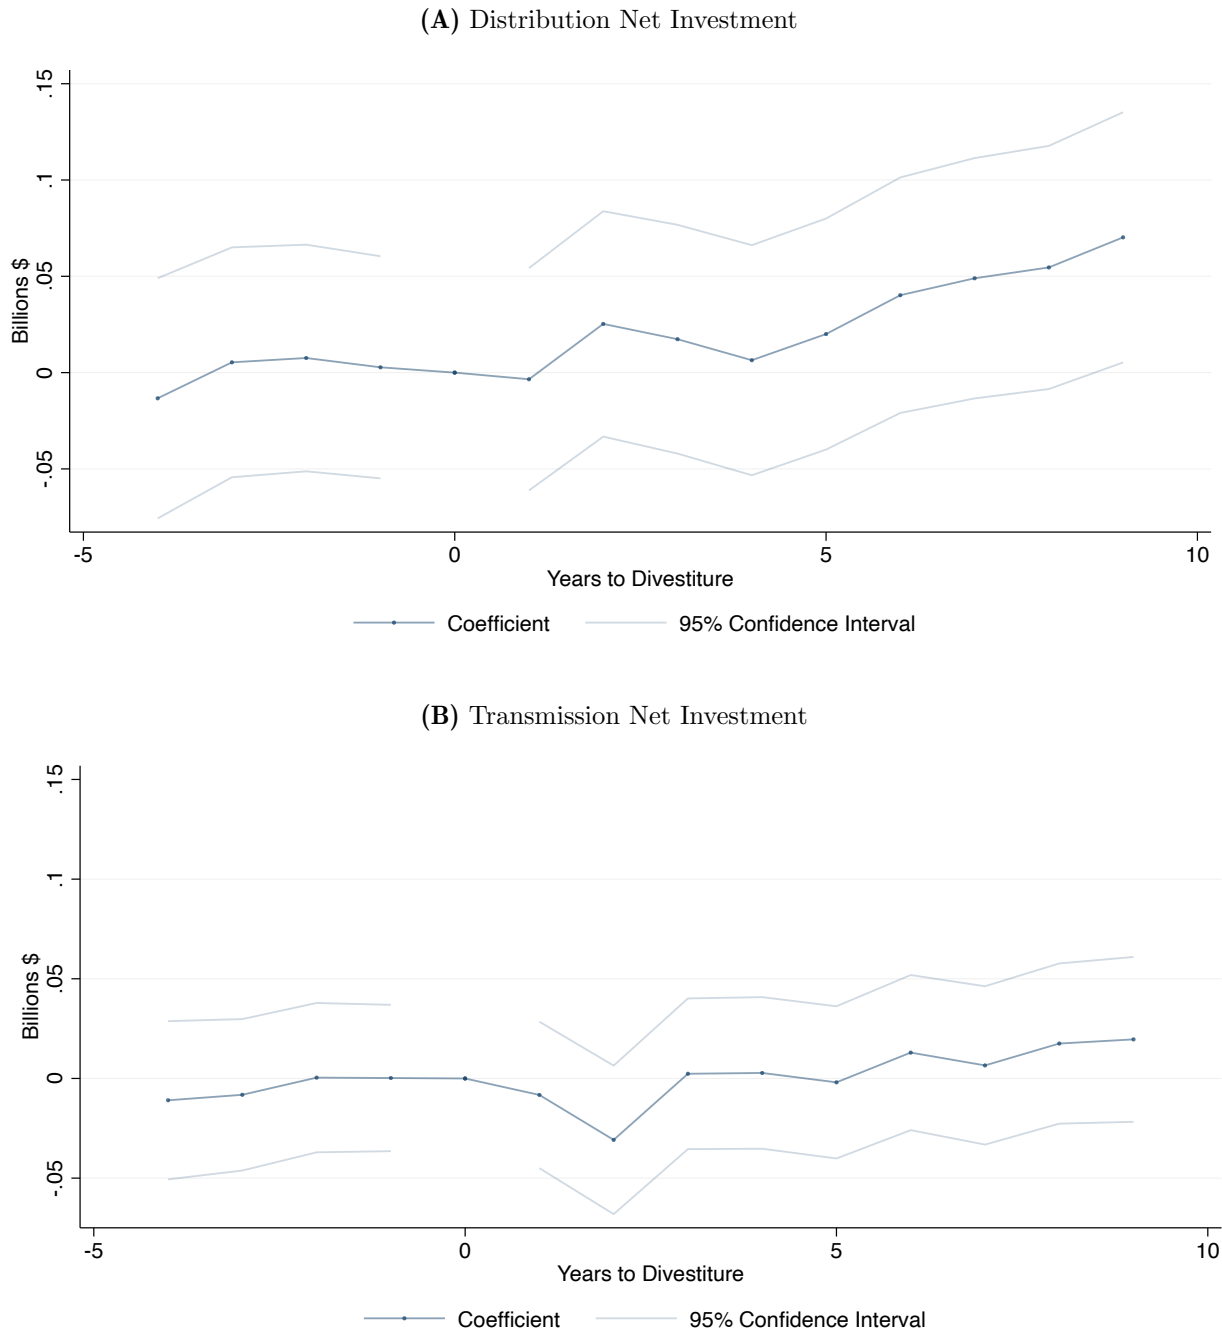 (A) Distribution Net Investment
.15
.1
.05
0
-.05
Billions $
-5 0 5 10
Years to Divestiture
Coefficient 95% Confidence Interval
(B) Transmission Net Investment
.15
.1
.05
0
-.05
Billions $
-5 0 5 10
Years to Divestiture
Coefficient 95% Confidence Interval